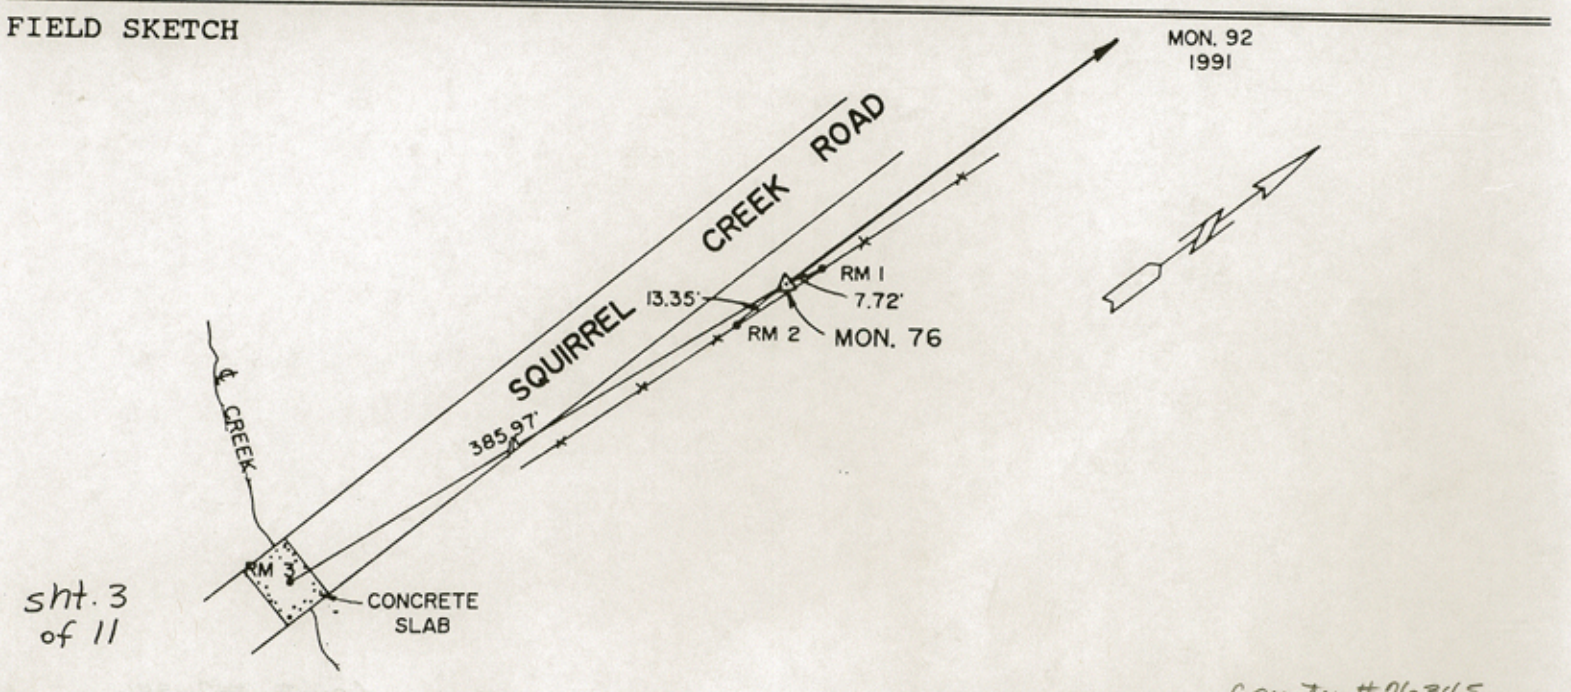 FIELD SKETCH
MON. 92
1991
SQUIRREL CREEK ROAD
RM 1
13.35'
7.72'
RM 2
MON. 76
385.97'
℄ CREEK
RM 3
CONCRETE
SLAB
sht. 3
of 11
N